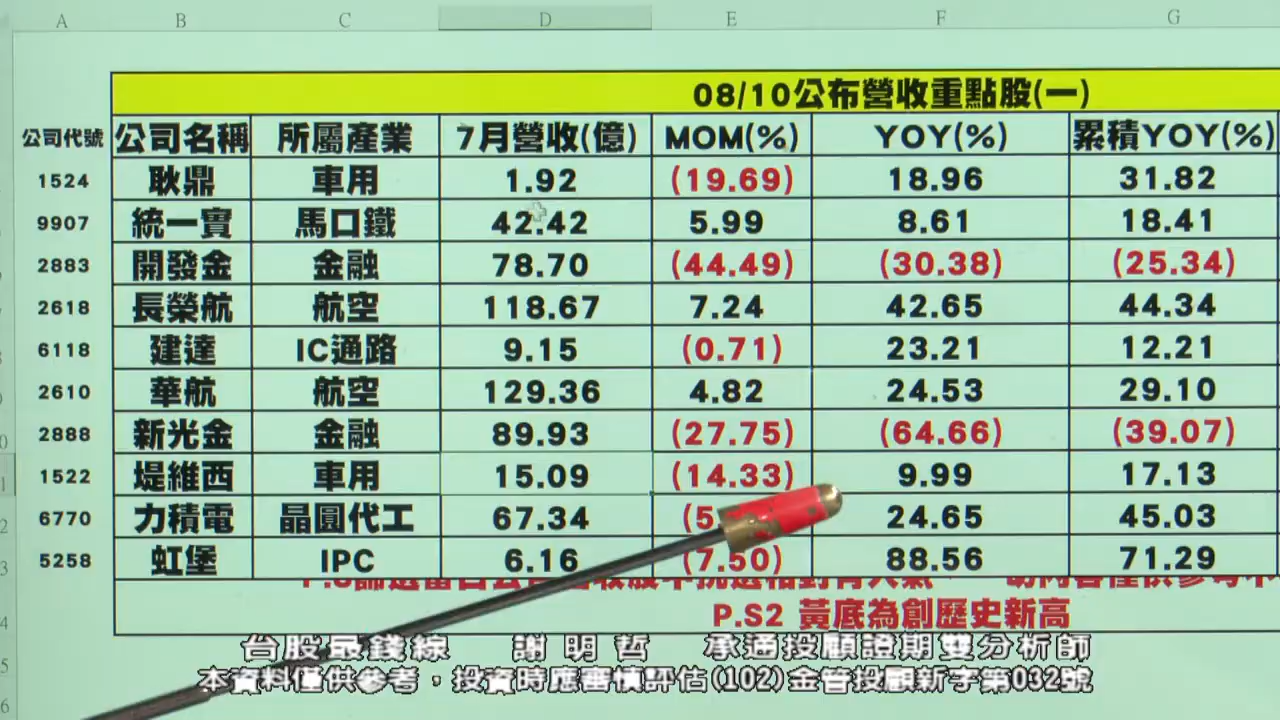 A B C D E F G
08/10公布營收重點股(一)
公司代號 公司名稱 所屬產業 7月營收(億) MOM(%) YOY(%) 累積YOY(%)
1524 耿鼎 車用 1.92 (19.69) 18.96 31.82
9907 統一實 馬口鐵 42.42 5.99 8.61 18.41
2883 開發金 金融 78.70 (44.49) (30.38) (25.34)
2618 長榮航 航空 118.67 7.24 42.65 44.34
6118 建達 IC通路 9.15 (0.71) 23.21 12.21
2610 華航 航空 129.36 4.82 24.53 29.10
2888 新光金 金融 89.93 (27.75) (64.66) (39.07)
1522 堤維西 車用 15.09 (14.33) 9.99 17.13
6770 力積電 晶圓代工 67.34 (5. 24.65 45.03
5258 虹堡 IPC 6.16 (7.50) 88.56 71.29
P.S2 黃底為創歷史新高
台股最錢線 謝明哲 承通投顧證期雙分析師
本資料僅供參考，投資時應審慎評估(102)金管投顧新字第032號